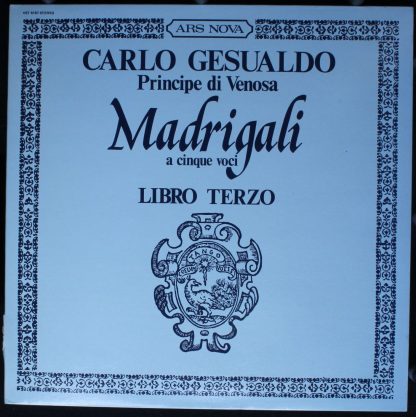 ARS NOVA
CARLO GESUALDO
Principe di Venosa
Madrigali
a cinque voci
LIBRO TERZO